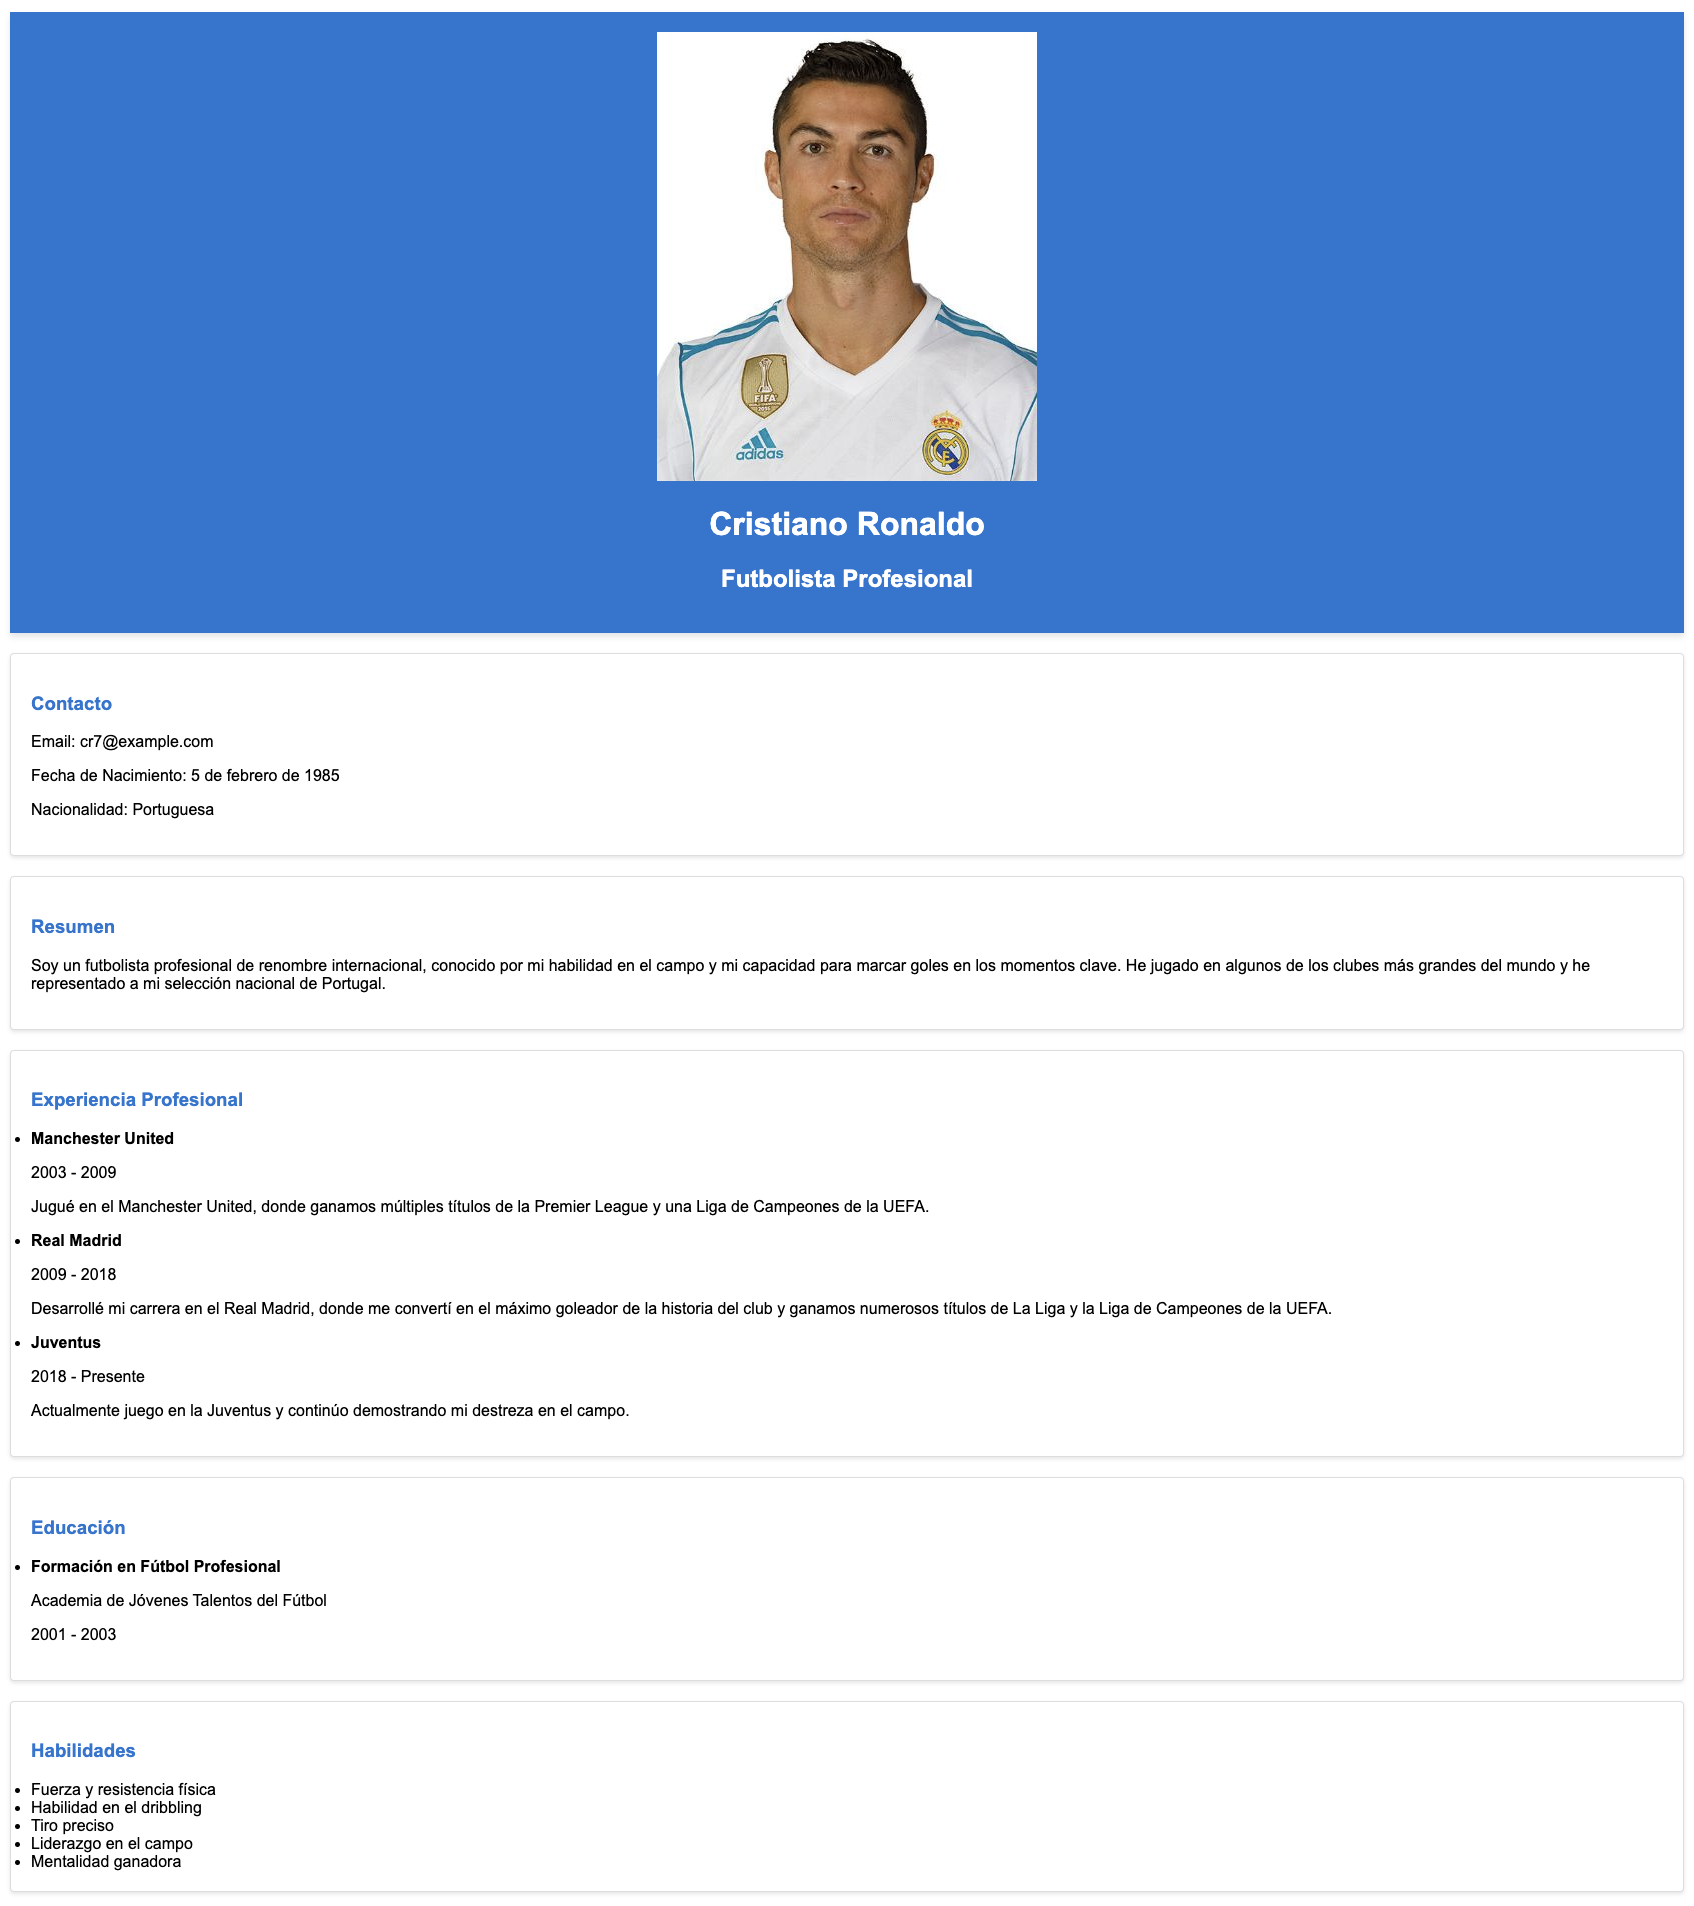 FIFA
WORLD CHAMPIONS
2016
adidas
Cristiano Ronaldo
Futbolista Profesional
Contacto
Email: cr7@example.com
Fecha de Nacimiento: 5 de febrero de 1985
Nacionalidad: Portuguesa
Resumen
Soy un futbolista profesional de renombre internacional, conocido por mi habilidad en el campo y mi capacidad para marcar goles en los momentos clave. He jugado en algunos de los clubes más grandes del mundo y he
representado a mi selección nacional de Portugal.
Experiencia Profesional
• Manchester United
2003 - 2009
Jugué en el Manchester United, donde ganamos múltiples títulos de la Premier League y una Liga de Campeones de la UEFA.
• Real Madrid
2009 - 2018
Desarrollé mi carrera en el Real Madrid, donde me convertí en el máximo goleador de la historia del club y ganamos numerosos títulos de La Liga y la Liga de Campeones de la UEFA.
• Juventus
2018 - Presente
Actualmente juego en la Juventus y continúo demostrando mi destreza en el campo.
Educación
• Formación en Fútbol Profesional
Academia de Jóvenes Talentos del Fútbol
2001 - 2003
Habilidades
• Fuerza y resistencia física
• Habilidad en el dribbling
• Tiro preciso
• Liderazgo en el campo
• Mentalidad ganadora